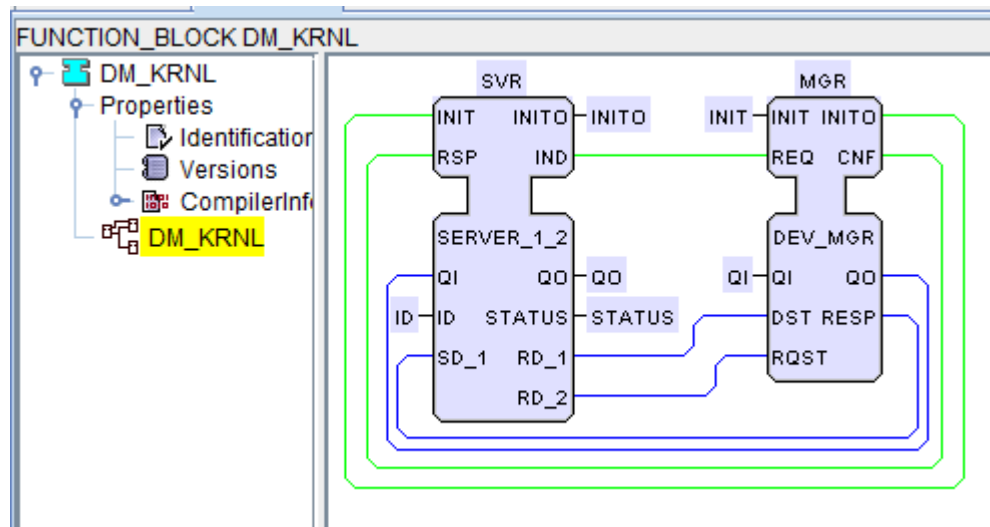 FUNCTION_BLOCK DM_KRNL
DM_KRNL
Properties
Identification
Versions
CompilerInf
DM_KRNL
SVR
INIT INITO INITO
RSP IND
SERVER_1_2
QI QO QO
ID ID STATUS STATUS
SD_1 RD_1
RD_2
MGR
INIT INIT INITO
REQ CNF
DEV_MGR
QI QI QO
DST RESP
RQST